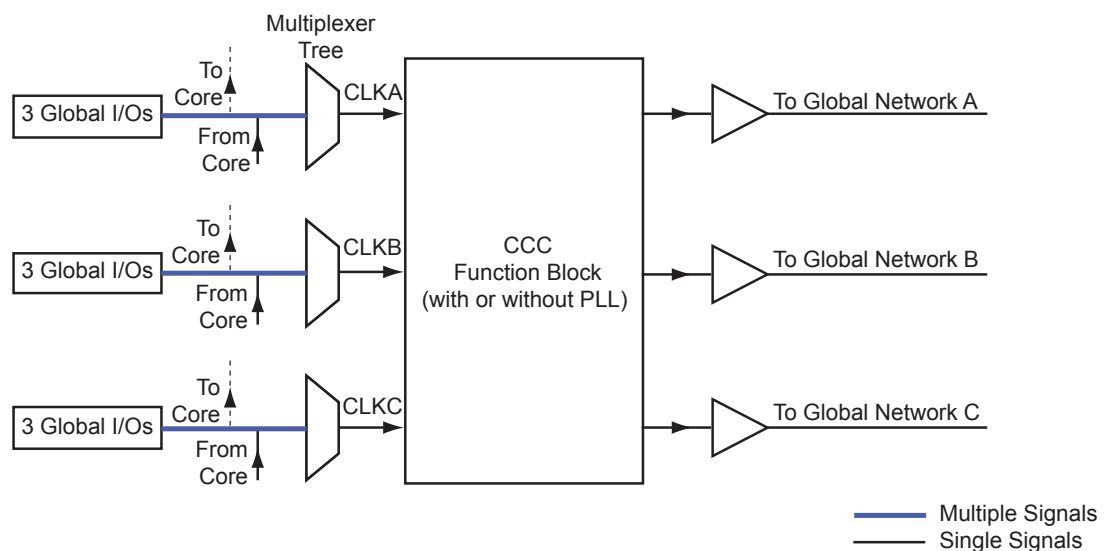 Multiplexer
Tree
To
Core
3 Global I/Os
From
Core
CLKA
To Global Network A
To
Core
3 Global I/Os
From
Core
CLKB
CCC
Function Block
(with or without PLL)
To Global Network B
To
Core
3 Global I/Os
From
Core
CLKC
To Global Network C
Multiple Signals
Single Signals